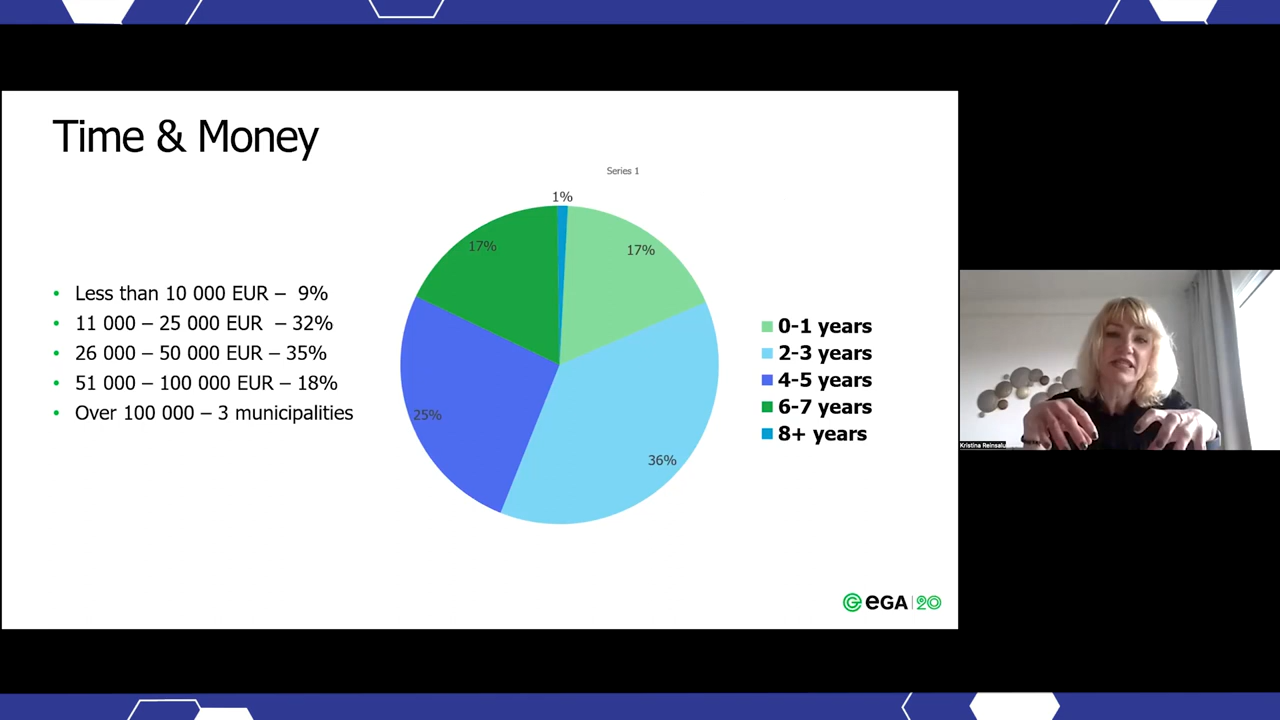 Time & Money
Series 1
1%
17%
17%
25%
36%
• Less than 10 000 EUR – 9%
• 11 000 – 25 000 EUR – 32%
• 26 000 – 50 000 EUR – 35%
• 51 000 – 100 000 EUR – 18%
• Over 100 000 – 3 municipalities
0-1 years
2-3 years
4-5 years
6-7 years
8+ years
eGA 20
Kristina Reinsalu